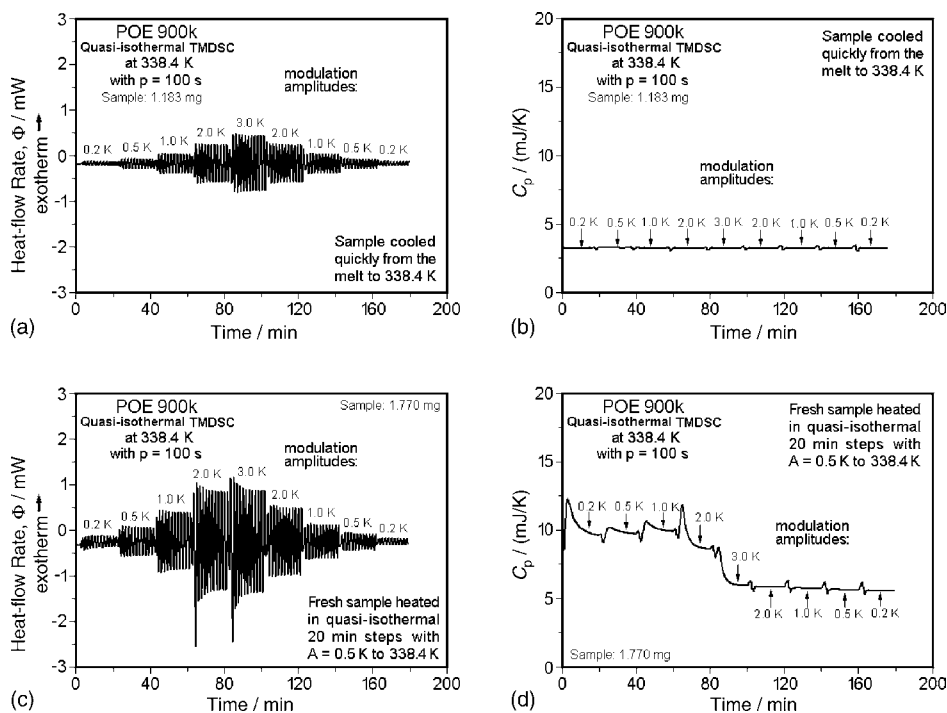 3
2
1
0
-1
-2
-3
Heat-flow Rate, Φ / mW
exotherm →
POE 900k
Quasi-isothermal TMDSC
at 338.4 K
with p = 100 s
Sample: 1.183 mg
modulation
amplitudes:
0.2 K 0.5 K 1.0 K 2.0 K 3.0 K 2.0 K 1.0 K 0.5 K 0.2 K
Sample cooled
quickly from the
melt to 338.4 K
0 40 80 120 160 200
Time / min
(a)
20
15
10
5
0
Cp / (mJ/K)
POE 900k
Quasi-isothermal TMDSC
at 338.4 K
with p = 100 s
Sample: 1.183 mg
Sample cooled
quickly from the
melt to 338.4 K
modulation
amplitudes:
0.2 K 0.5 K 1.0 K 2.0 K 3.0 K 2.0 K 1.0 K 0.5 K 0.2 K
0 40 80 120 160 200
Time / min
(b)
3
2
1
0
-1
-2
-3
Heat-flow Rate, Φ / mW
exotherm →
POE 900k
Quasi-isothermal TMDSC
at 338.4 K
with p = 100 s
Sample: 1.770 mg
modulation
amplitudes:
0.2 K 0.5 K 1.0 K 2.0 K 3.0 K 2.0 K 1.0 K 0.5 K 0.2 K
Fresh sample heated
in quasi-isothermal
20 min steps with
A = 0.5 K to 338.4 K
0 40 80 120 160 200
Time / min
(c)
20
15
10
5
0
Cp / (mJ/K)
POE 900k
Quasi-isothermal TMDSC
at 338.4 K
with p = 100 s
Fresh sample heated
in quasi-isothermal
20 min steps with
A = 0.5 K to 338.4 K
modulation
amplitudes:
0.2 K 0.5 K 1.0 K 2.0 K
3.0 K
2.0 K 1.0 K 0.5 K 0.2 K
Sample: 1.770 mg
0 40 80 120 160 200
Time / min
(d)